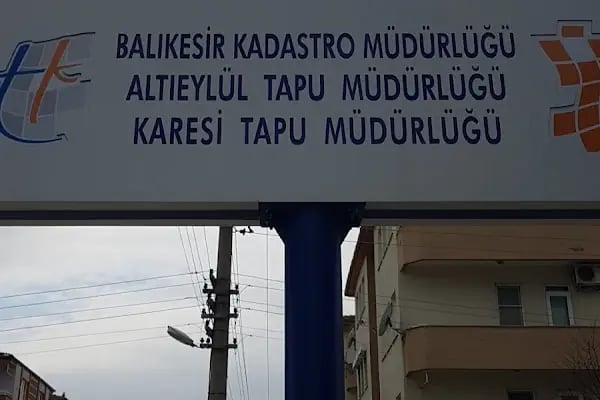 BALIKESİR KADASTRO MÜDÜRLÜĞÜ
ALTIEYLÜL TAPU MÜDÜRLÜĞÜ
KARESİ TAPU MÜDÜRLÜĞÜ